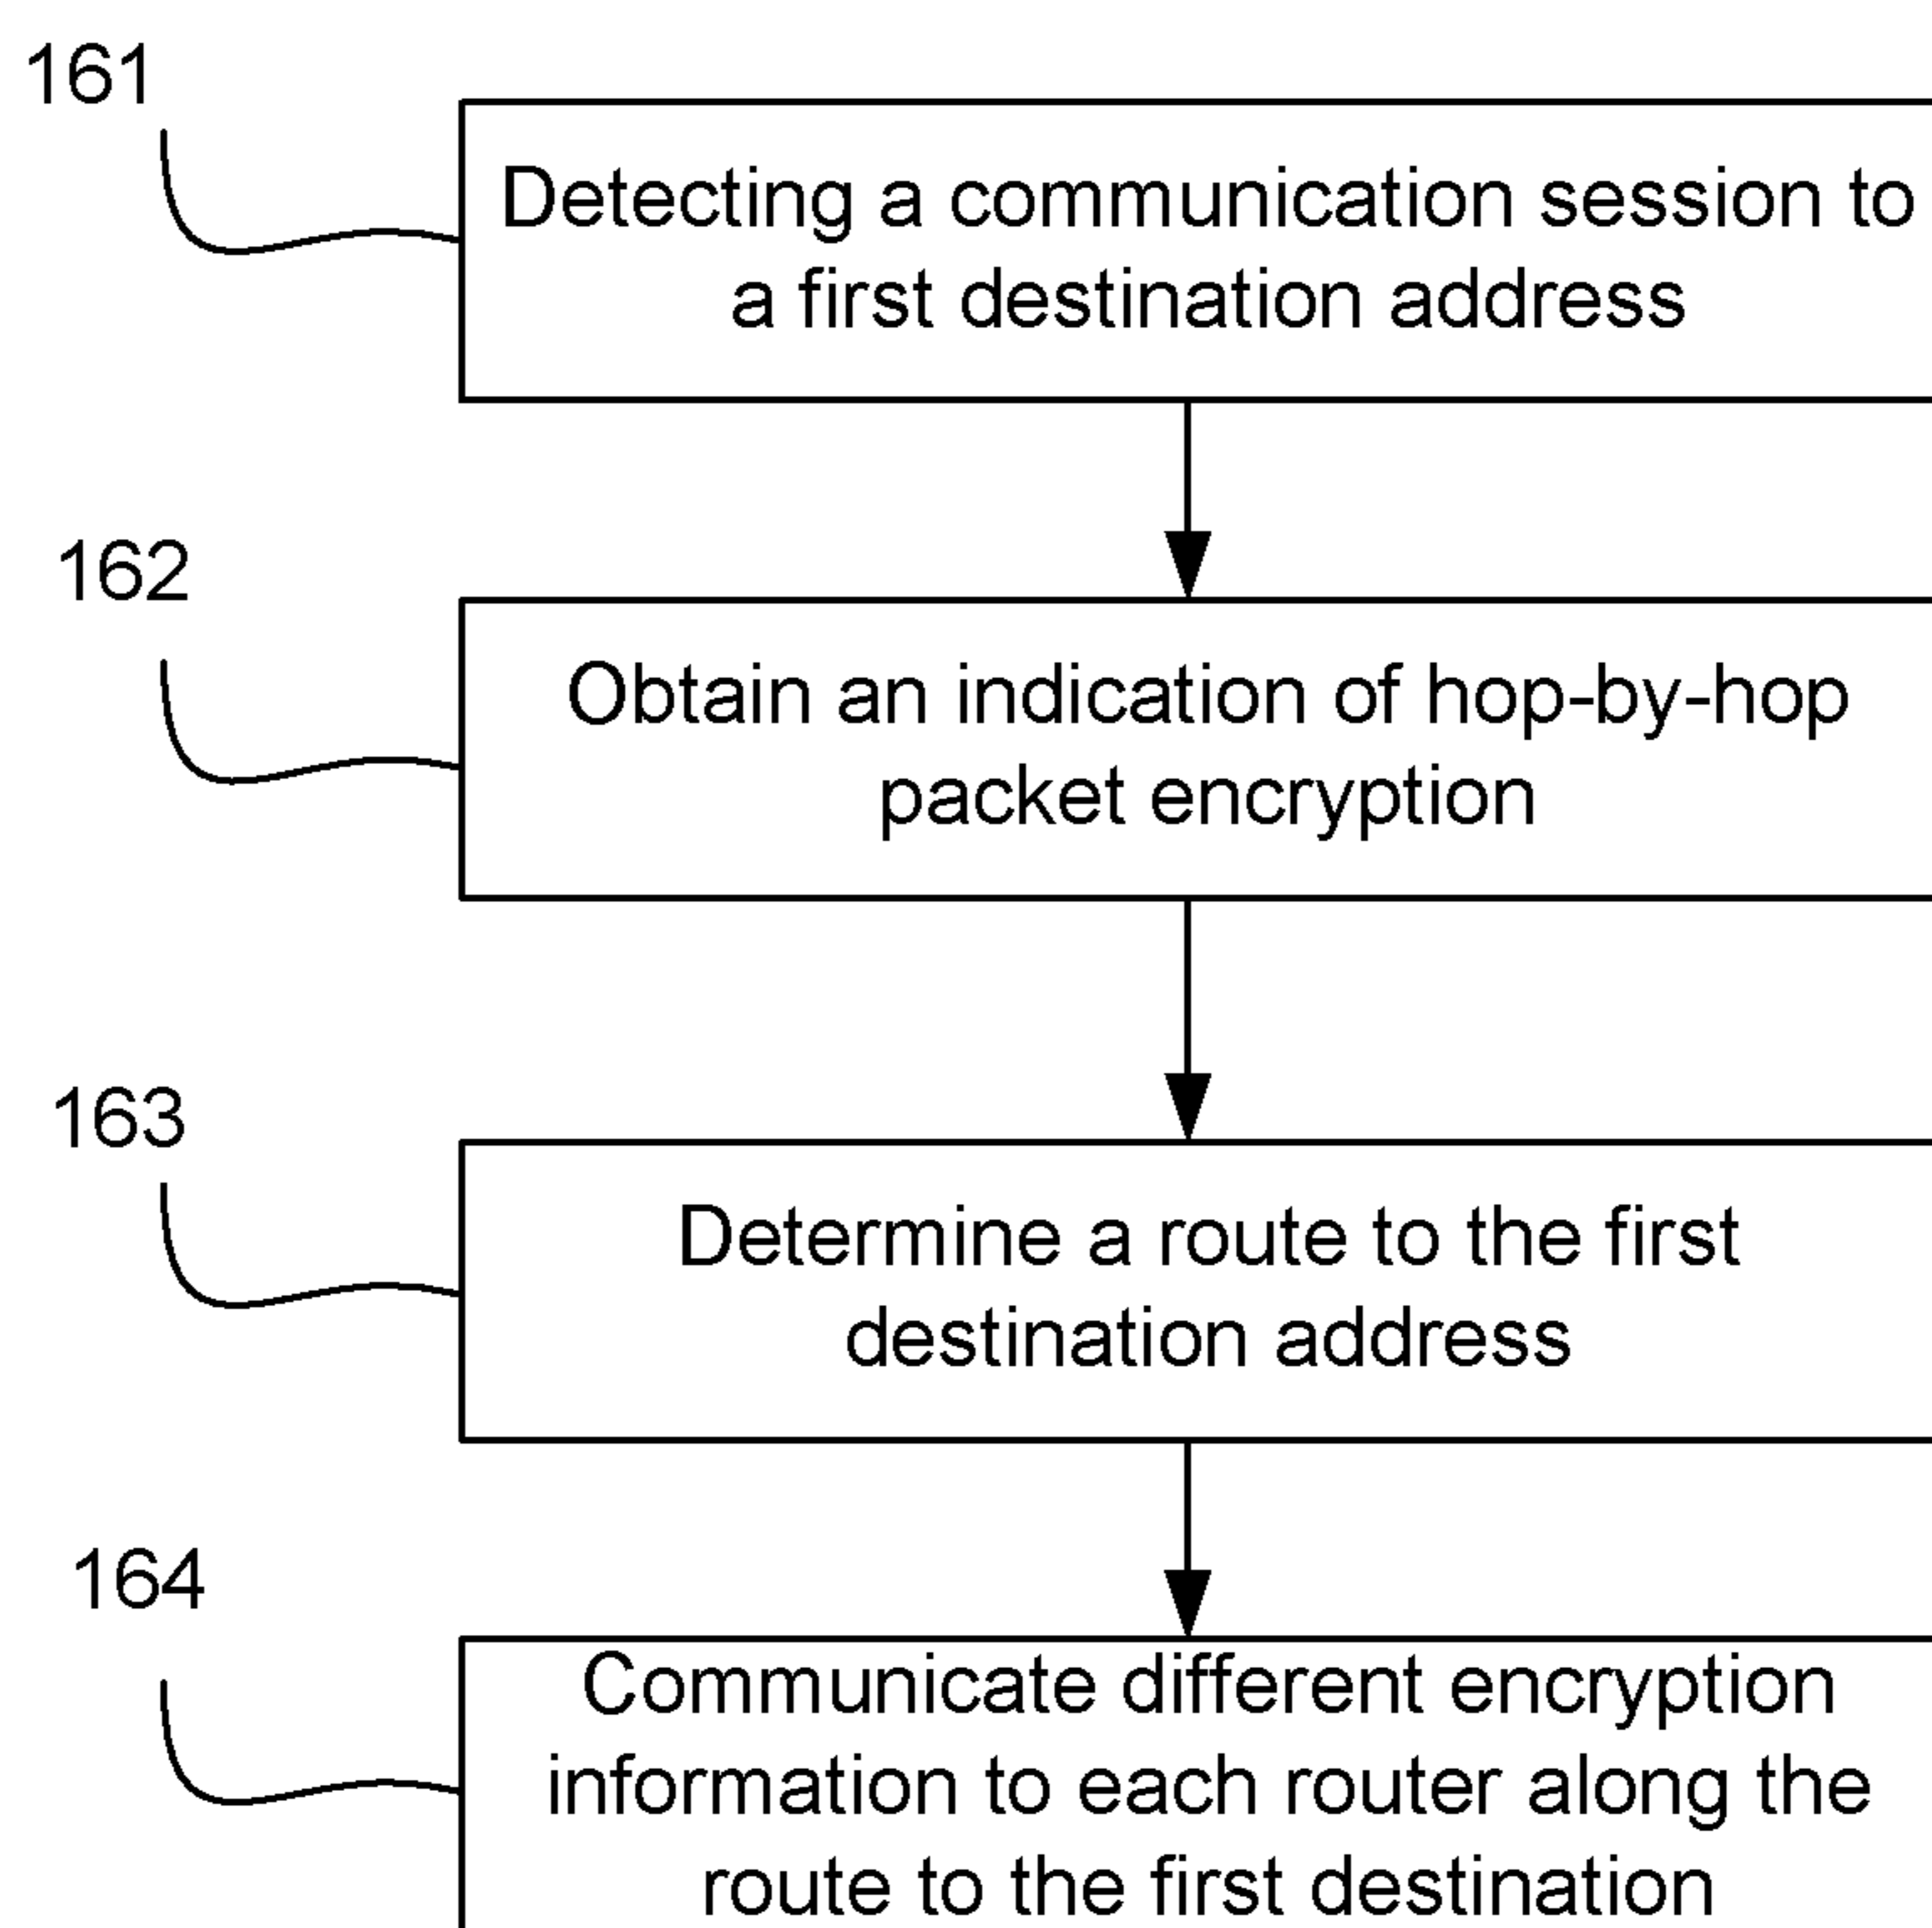 161
Detecting a communication session to
a first destination address
162
Obtain an indication of hop-by-hop
packet encryption
163
Determine a route to the first
destination address
164
Communicate different encryption
information to each router along the
route to the first destination